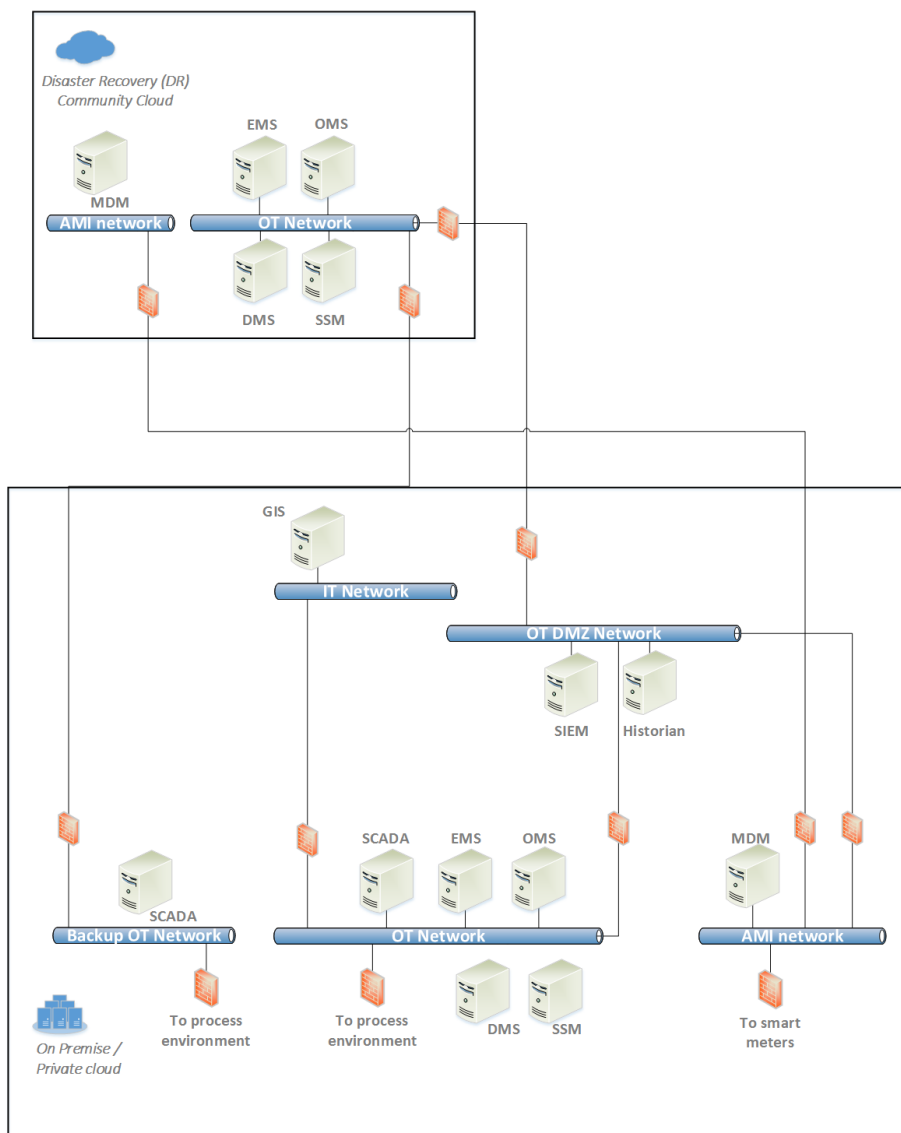 Disaster Recovery (DR)
Community Cloud
EMS
OMS
MDM
AMI network
OT Network
DMS
SSM
GIS
IT Network
OT DMZ Network
SIEM
Historian
SCADA
EMS
OMS
MDM
SCADA
Backup OT Network
OT Network
AMI network
DMS
SSM
To process
environment
To process
environment
To smart
meters
On Premise /
Private cloud